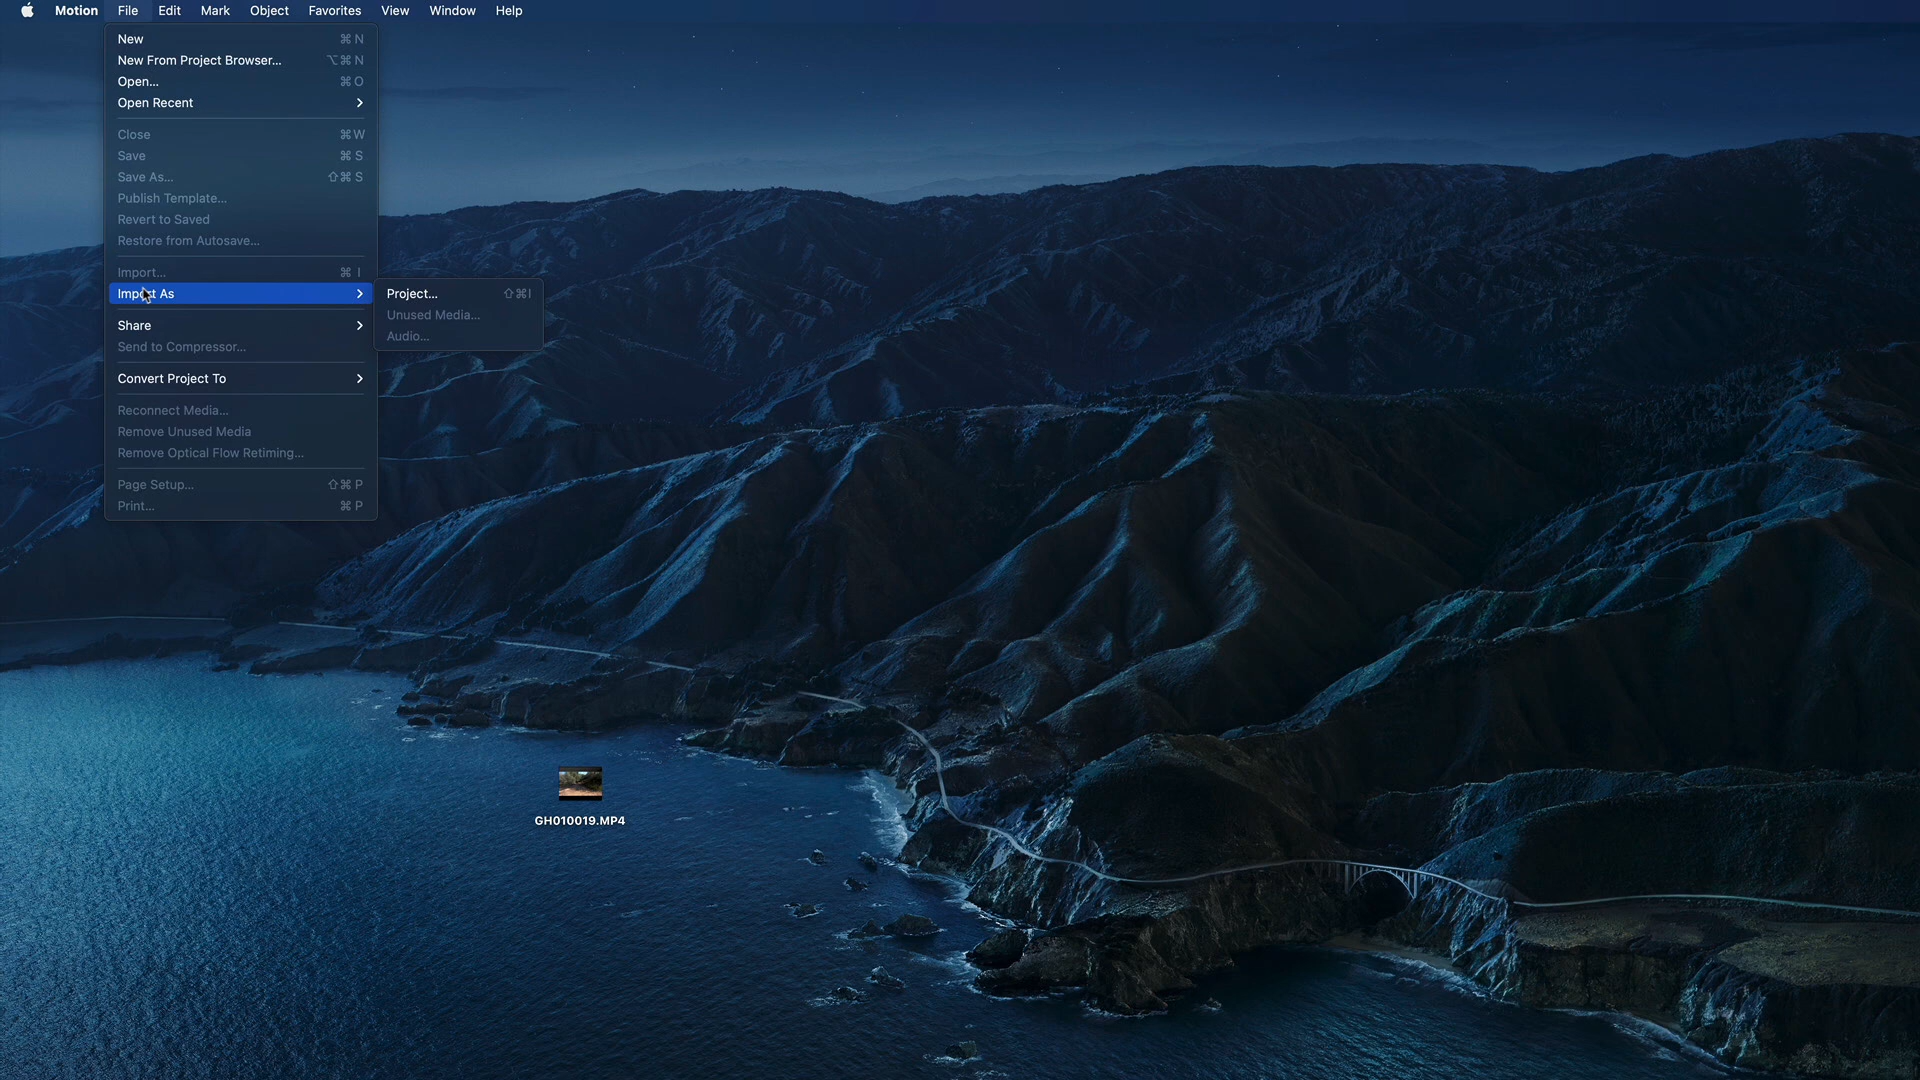 Motion File Edit Mark Object Favorites View Window Help
New ⌘ N
New From Project Browser... ⌥⌘ N
Open... ⌘ O
Open Recent
Close ⌘ W
Save ⌘ S
Save As... ⇧⌘ S
Publish Template...
Revert to Saved
Restore from Autosave...
Import... ⌘ I
Import As
Project... ⇧⌘I
Unused Media...
Audio...
Share
Send to Compressor...
Convert Project To
Reconnect Media...
Remove Unused Media
Remove Optical Flow Retiming...
Page Setup... ⇧⌘ P
Print... ⌘ P
GH010019.MP4